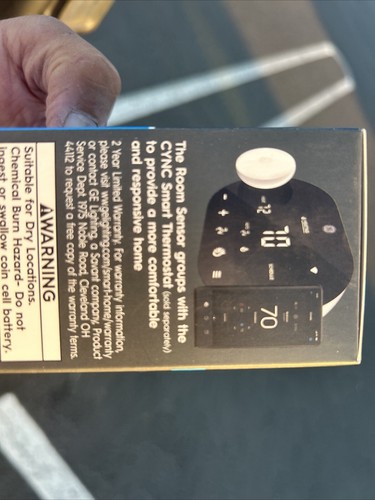 The Room Sensor groups with the
CYNC Smart Thermostat (sold separately)
to provide a more comfortable
and responsive home
2 Year Limited Warranty. For warranty information,
please visit www.gelighting.com/smart-home/warranty
or contact GE Lighting, a Savant company, Product
Service Dept. 1975 Noble Road, Cleveland OH
44112 to request a free copy of the warranty terms.
WARNING
Suitable for Dry Locations.
Chemical Burn Hazard- Do not
ingest or swallow coin cell battery.
72
70
70